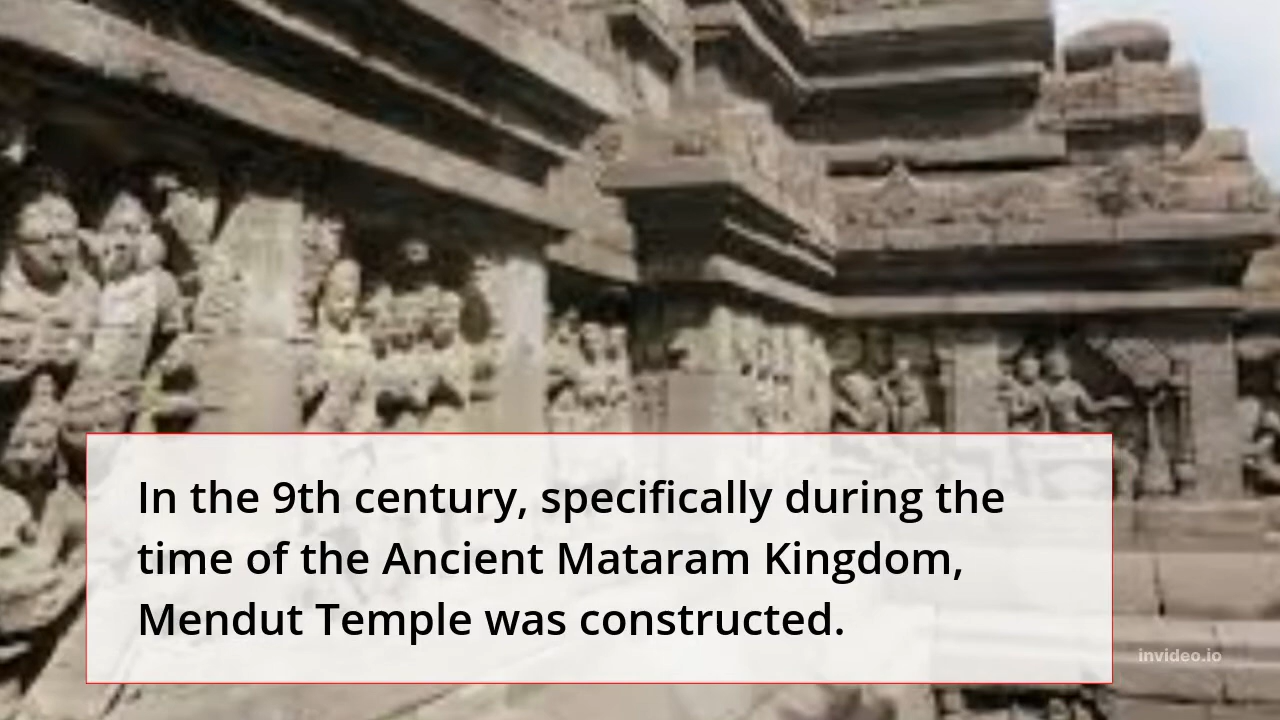 In the 9th century, specifically during the
time of the Ancient Mataram Kingdom,
Mendut Temple was constructed.
invideo.io